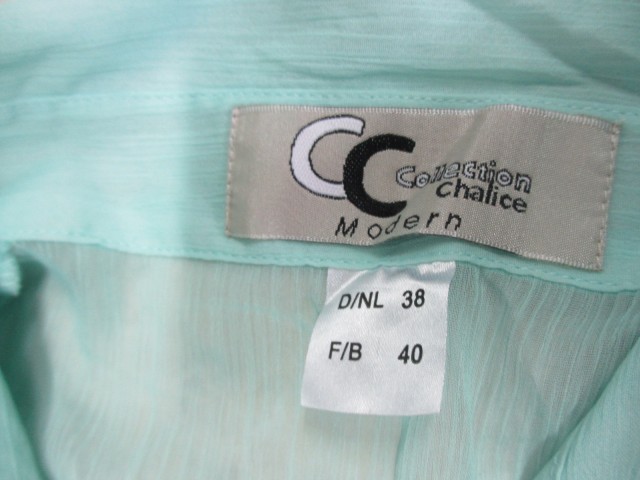 CC Collection
Chalice
Modern
D/NL 38
F/B 40